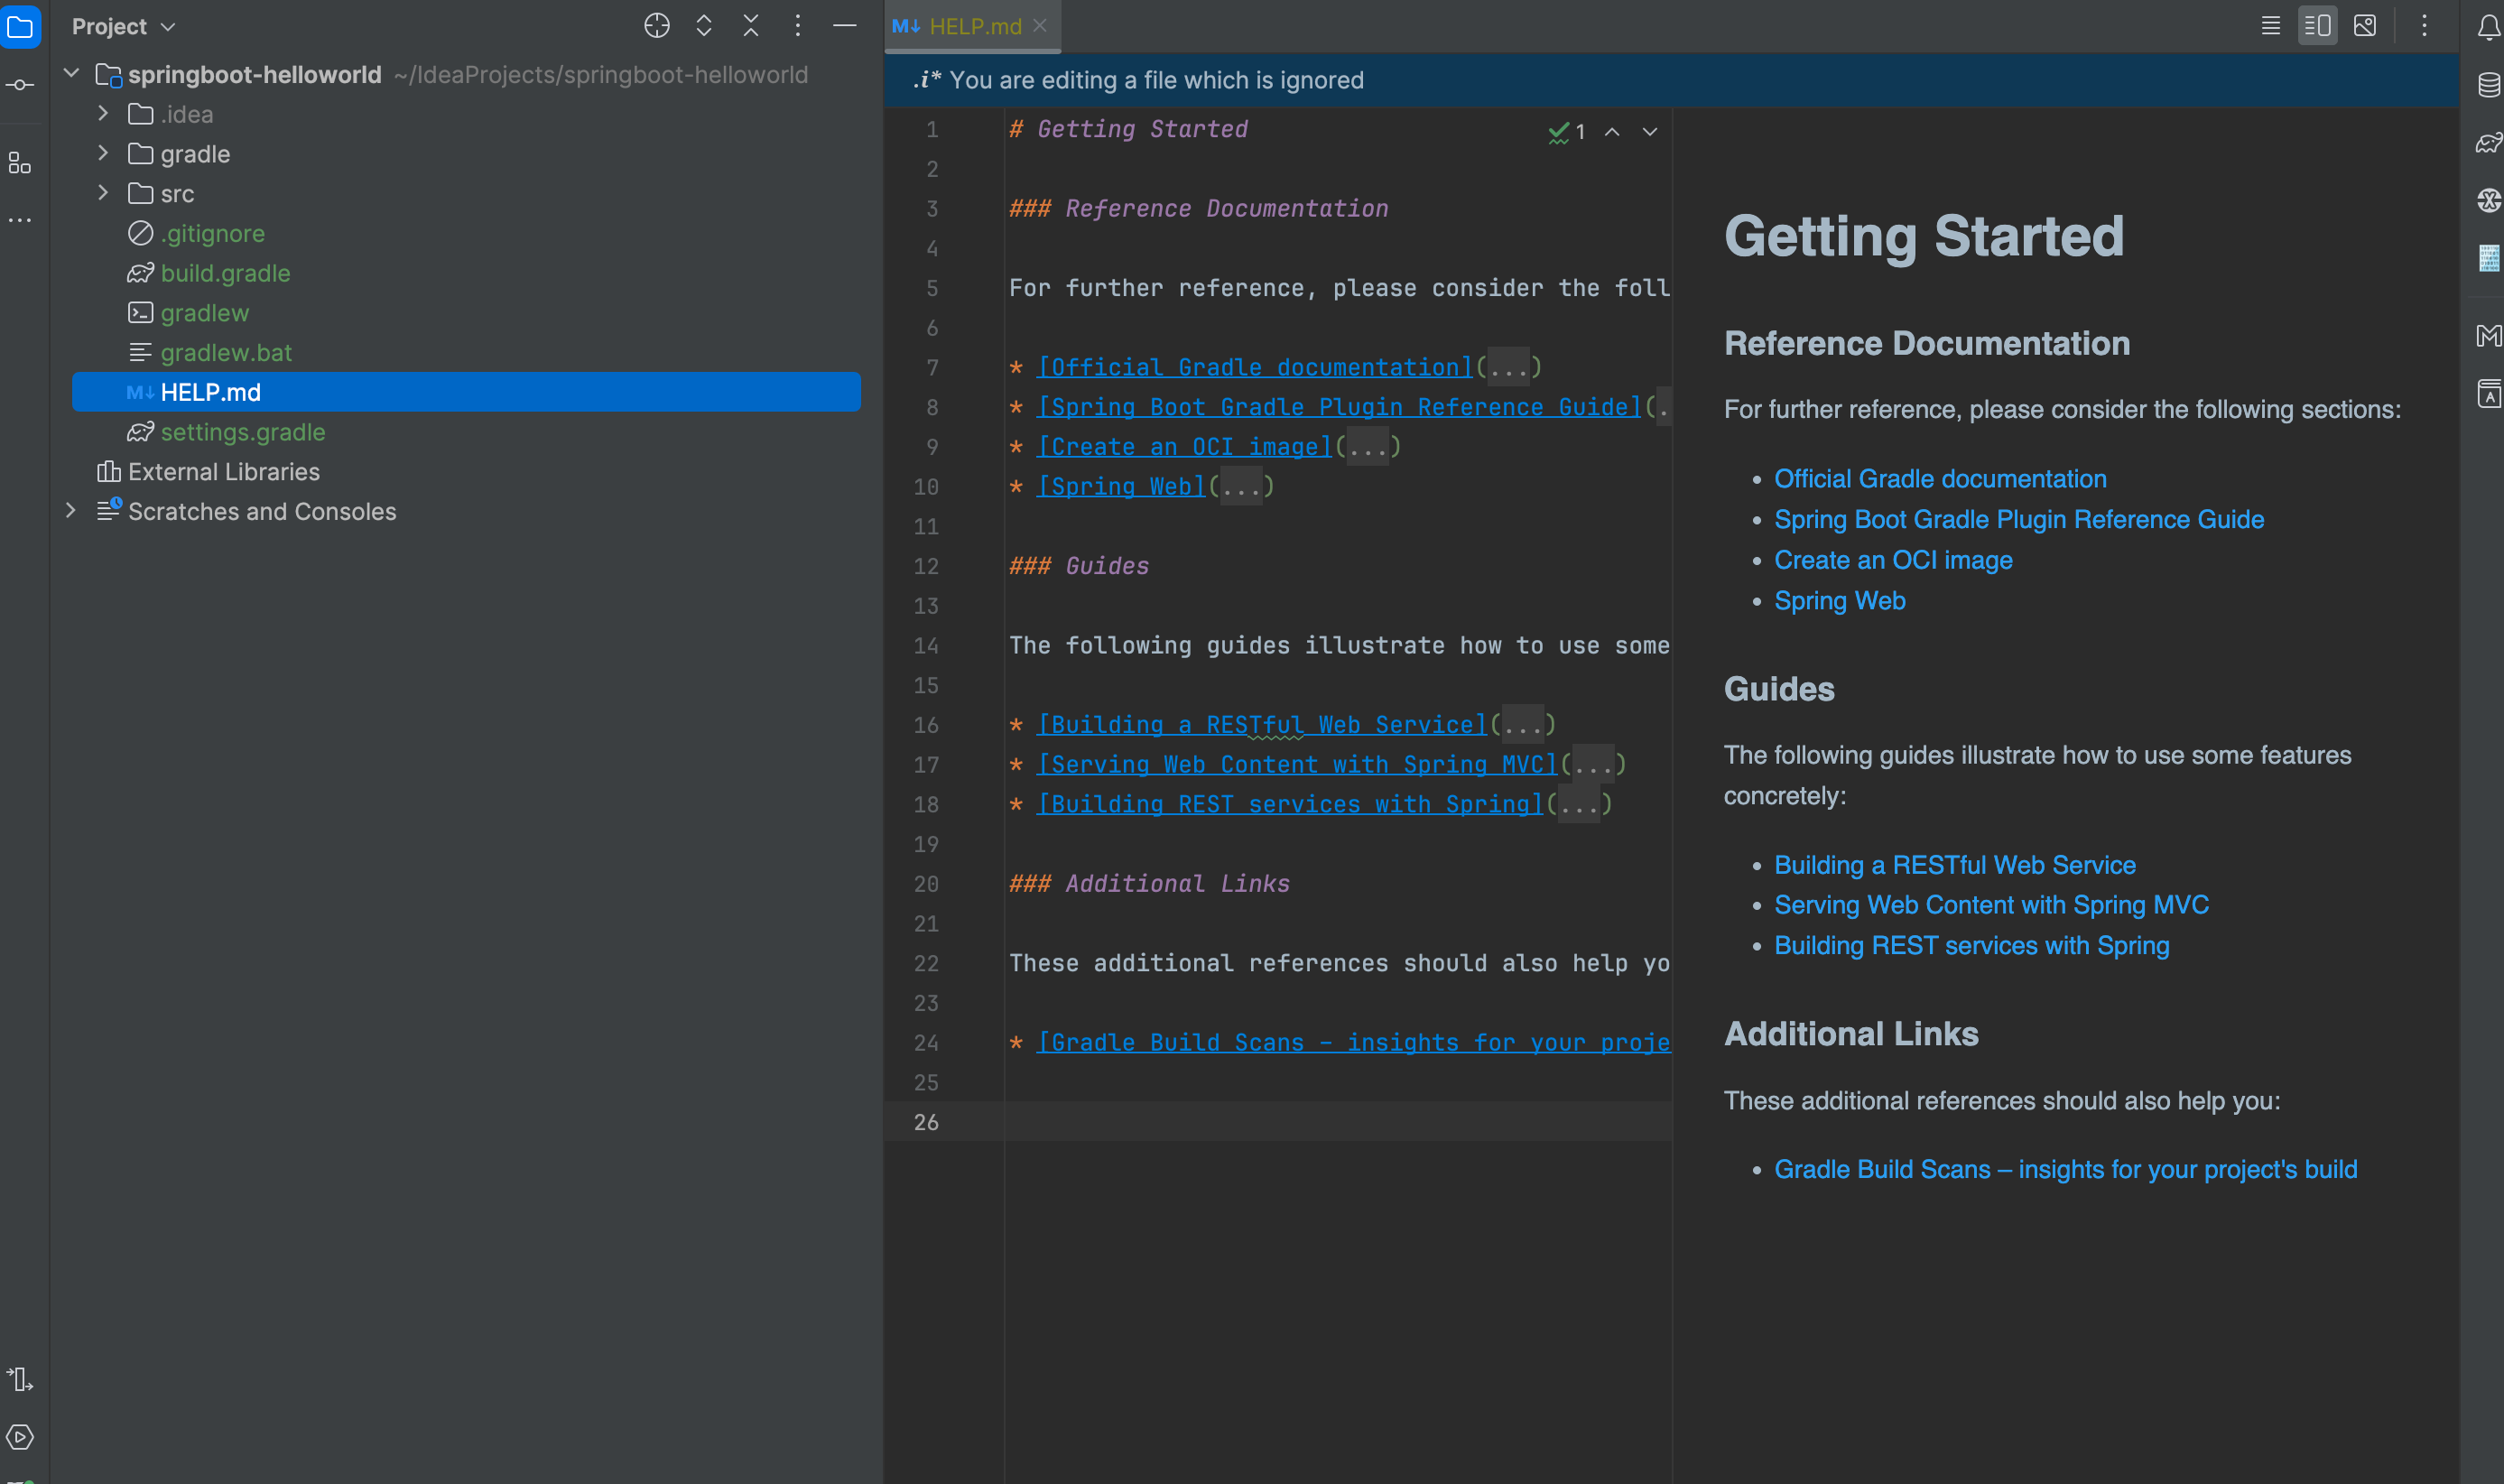 Project
springboot-helloworld ~/IdeaProjects/springboot-helloworld
.idea
gradle
src
.gitignore
build.gradle
gradlew
gradlew.bat
M↓ HELP.md
settings.gradle
External Libraries
Scratches and Consoles
M↓ HELP.md
.i* You are editing a file which is ignored
1 # Getting Started
1
2
3 ### Reference Documentation
4
5 For further reference, please consider the foll
6
7 * [Official Gradle documentation](...)
8 * [Spring Boot Gradle Plugin Reference Guide](.
9 * [Create an OCI image](...)
10 * [Spring Web](...)
11
12 ### Guides
13
14 The following guides illustrate how to use some
15
16 * [Building a RESTful Web Service](...)
17 * [Serving Web Content with Spring MVC](...)
18 * [Building REST services with Spring](...)
19
20 ### Additional Links
21
22 These additional references should also help yo
23
24 * [Gradle Build Scans – insights for your proje
25
26
Getting Started
Reference Documentation
For further reference, please consider the following sections:
• Official Gradle documentation
• Spring Boot Gradle Plugin Reference Guide
• Create an OCI image
• Spring Web
Guides
The following guides illustrate how to use some features
concretely:
• Building a RESTful Web Service
• Serving Web Content with Spring MVC
• Building REST services with Spring
Additional Links
These additional references should also help you:
• Gradle Build Scans – insights for your project's build